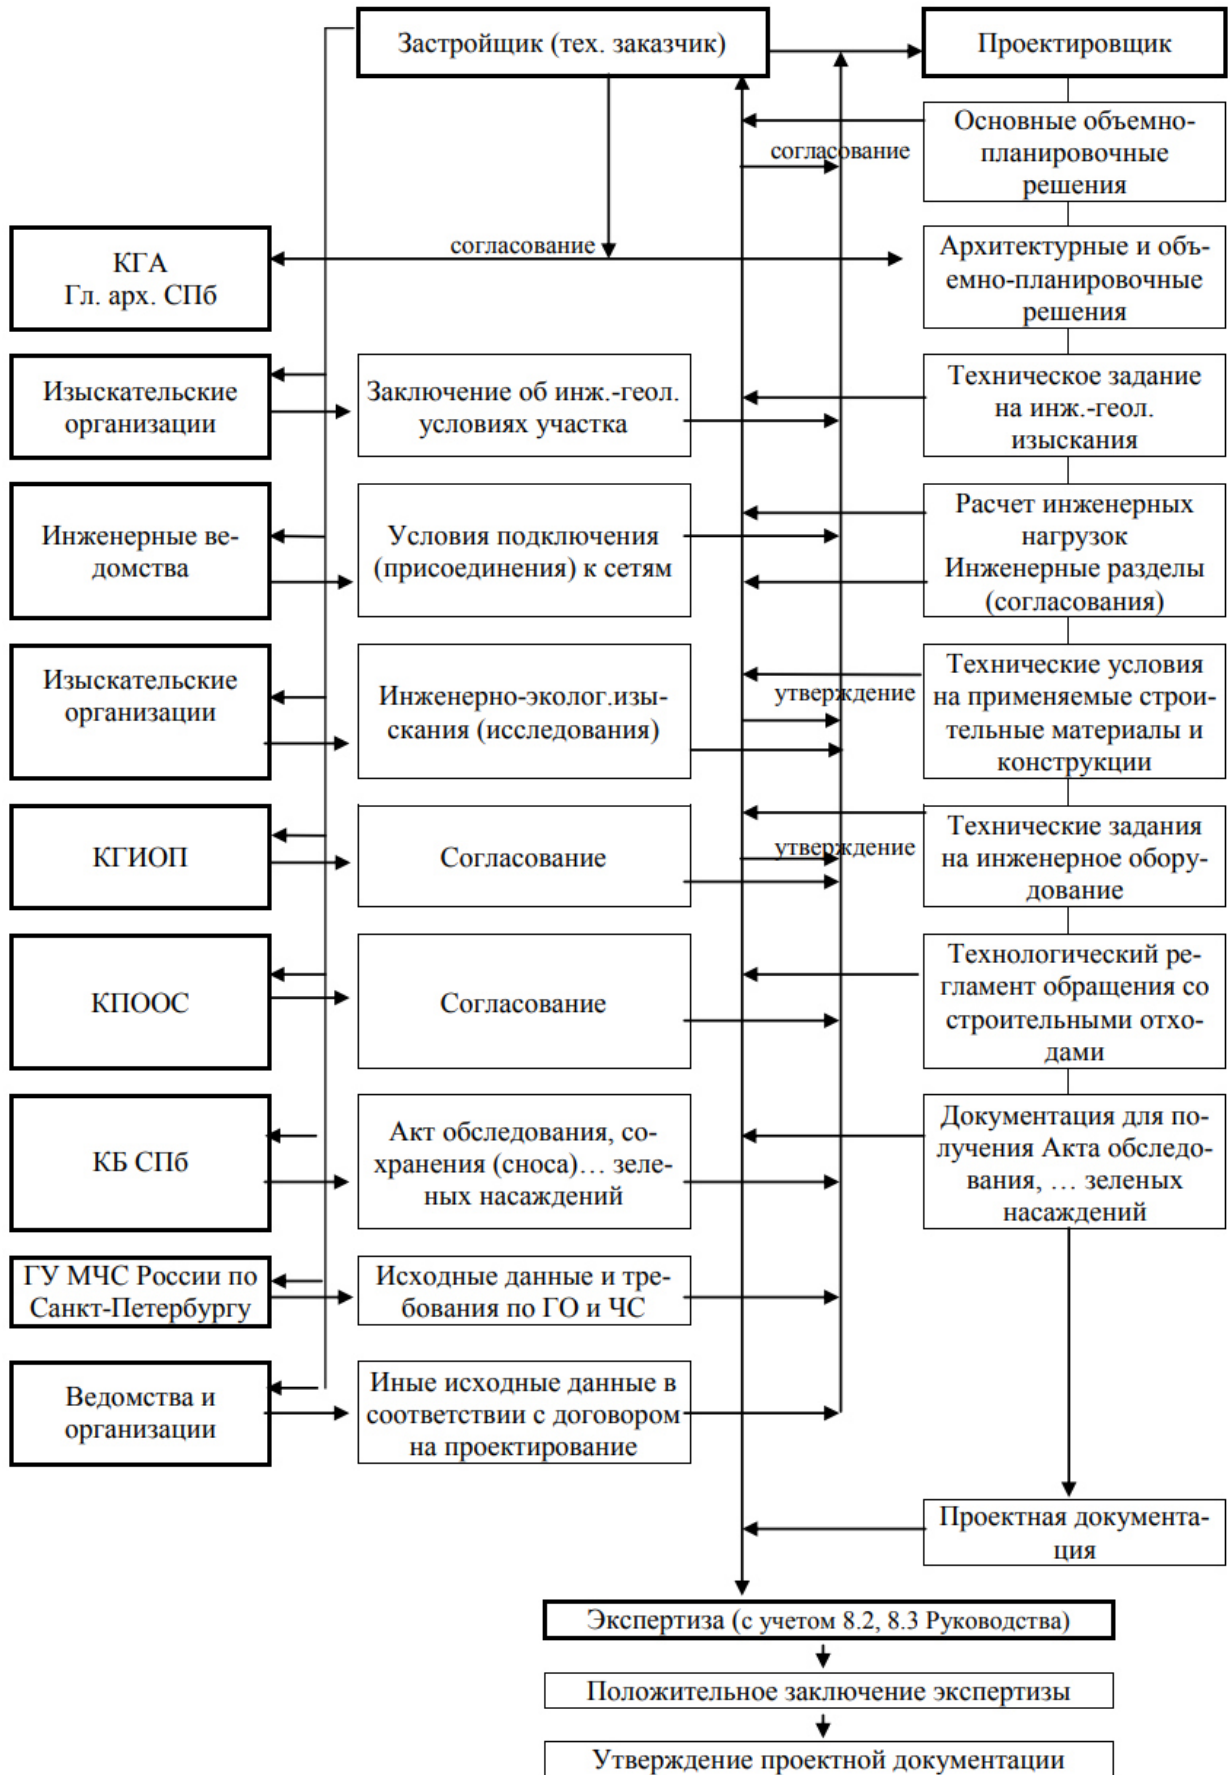 Застройщик (тех. заказчик)
Проектировщик
Основные объемно-
планировочные
решения
согласование
КГА
Гл. арх. СПб
согласование
Архитектурные и объ-
емно-планировочные
решения
Изыскательские
организации
Заключение об инж.-геол.
условиях участка
Техническое задание
на инж.-геол.
изыскания
Инженерные ве-
домства
Условия подключения
(присоединения) к сетям
Расчет инженерных
нагрузок
Инженерные разделы
(согласования)
Изыскательские
организации
Инженерно-эколог.изы-
скания (исследования)
утверждение
Технические условия
на применяемые строи-
тельные материалы и
конструкции
КГИОП
Согласование
утверждение
Технические задания
на инженерное обору-
дование
КПООС
Согласование
Технологический ре-
гламент обращения со
строительными отхо-
дами
КБ СПб
Акт обследования, со-
хранения (сноса)… зеле-
ных насаждений
Документация для по-
лучения Акта обследо-
вания, … зеленых
насаждений
ГУ МЧС России по
Санкт-Петербургу
Исходные данные и тре-
бования по ГО и ЧС
Ведомства и
организации
Иные исходные данные в
соответствии с договором
на проектирование
Проектная документа-
ция
Экспертиза (с учетом 8.2, 8.3 Руководства)
Положительное заключение экспертизы
Утверждение проектной документации